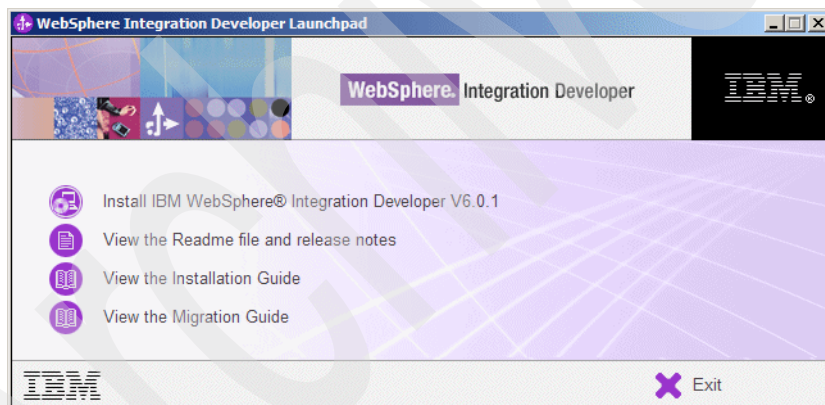 WebSphere Integration Developer Launchpad
WebSphere. Integration Developer
IBM®
Install IBM WebSphere® Integration Developer V6.0.1
View the Readme file and release notes
View the Installation Guide
View the Migration Guide
IBM
Exit